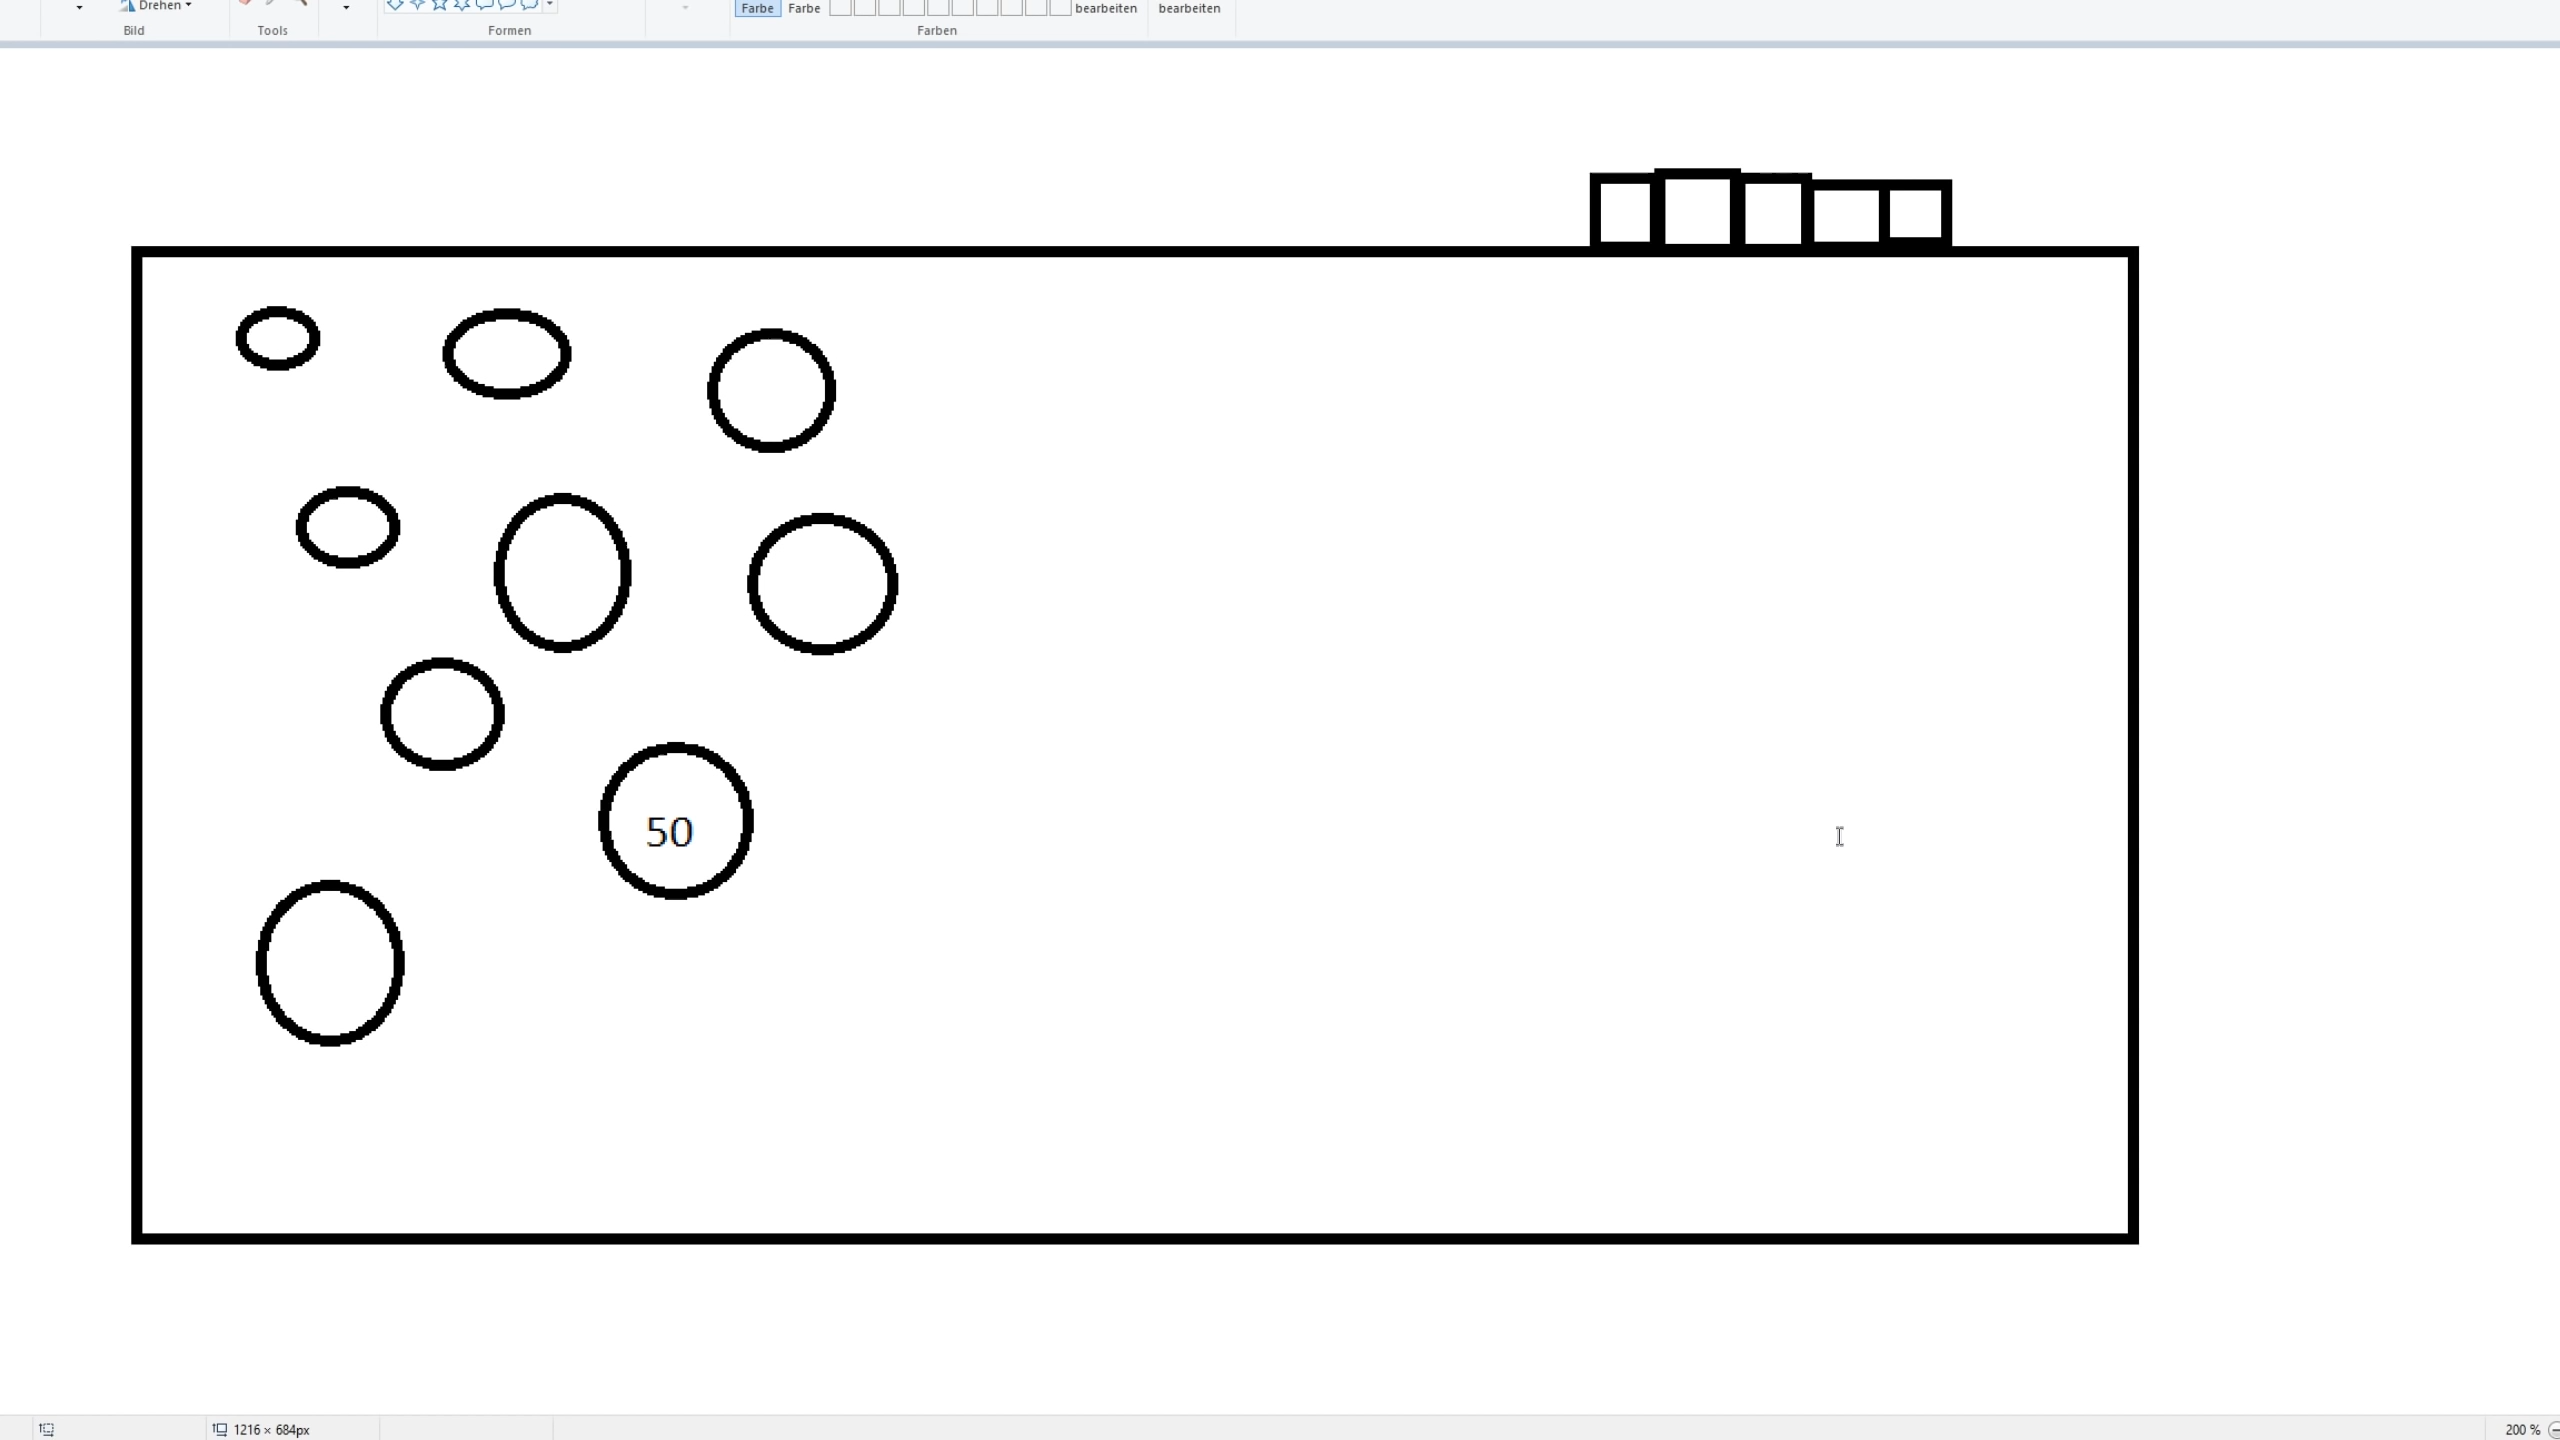 Drehen
Farbe Farbe bearbeiten bearbeiten
Bild Tools Formen Farben
50
1216 × 684px 200 %